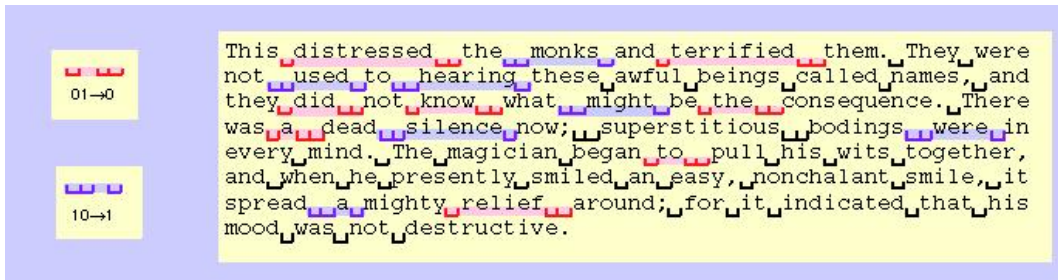 This distressed the monks and terrified them. They were
not used to hearing these awful beings called names, and
they did not know what might be the consequence. There
was a dead silence now; superstitious bodings were in
every mind. The magician began to pull his wits together,
and when he presently smiled an easy, nonchalant smile, it
spread a mighty relief around; for it indicated that his
mood was not destructive.
01→0
10→1